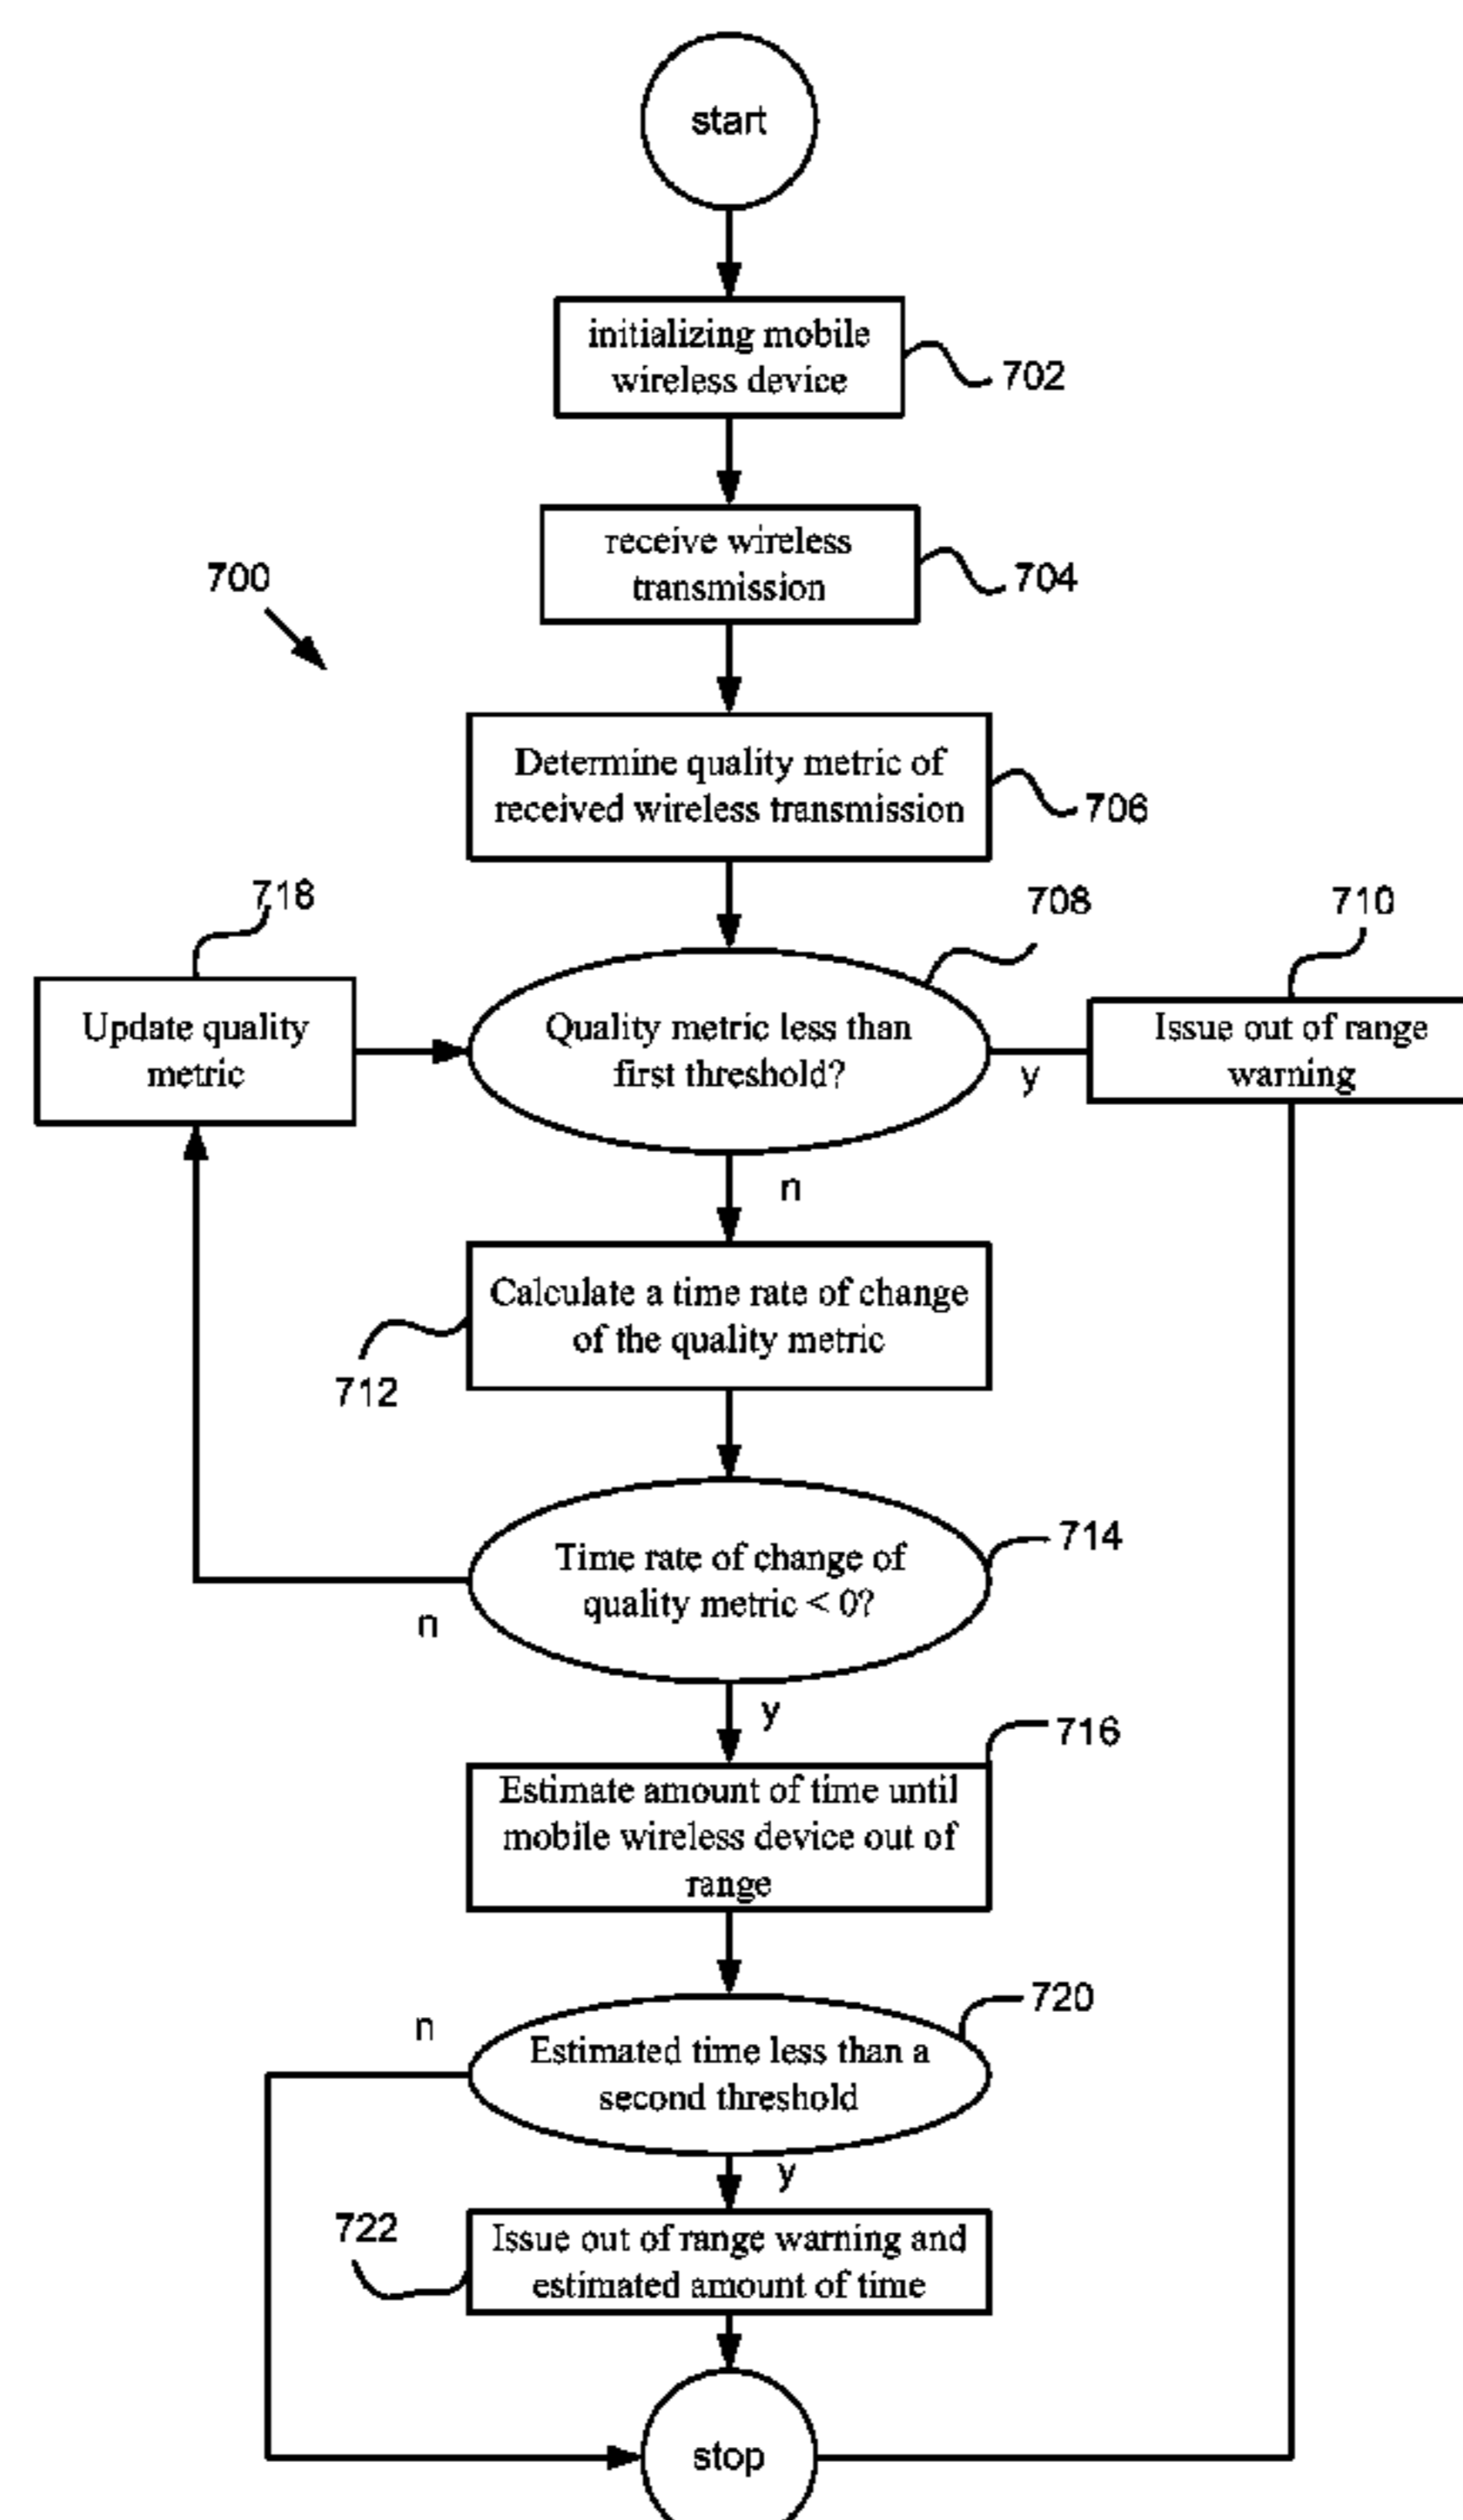 start
initializing mobile
wireless device
702
receive wireless
transmission
704
700
Determine quality metric of
received wireless transmission
706
718
708
710
Update quality
metric
Quality metric less than
first threshold?
y
Issue out of range
warning
n
Calculate a time rate of change
of the quality metric
712
Time rate of change of
quality metric < 0?
714
n
y
716
Estimate amount of time until
mobile wireless device out of
range
720
n
Estimated time less than a
second threshold
y
722
Issue out of range warning and
estimated amount of time
stop